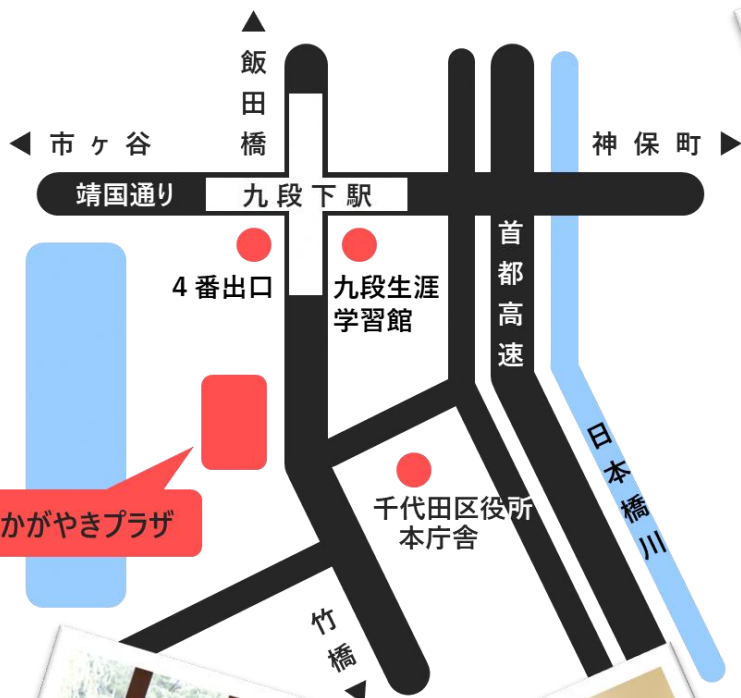 飯田橋
市ヶ谷
神保町
靖国通り
九段下駅
首都高速
4番出口
九段生涯
学習館
日本橋川
かがやきプラザ
千代田区役所
本庁舎
竹橋